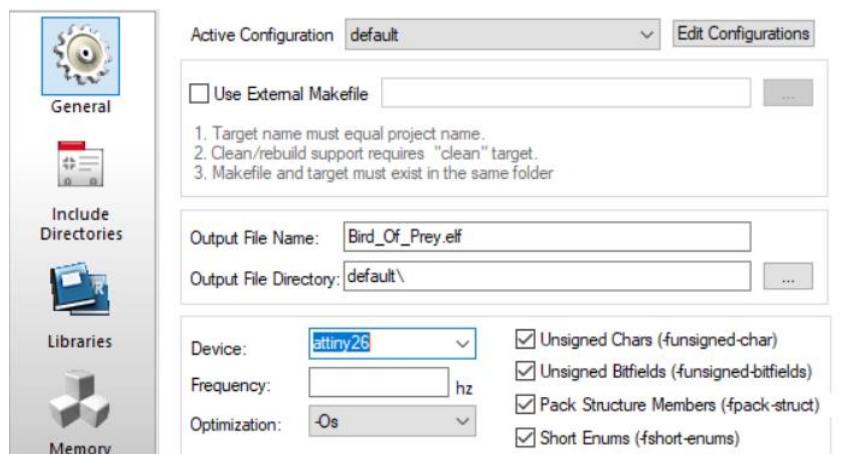 General
Include
Directories
Libraries
Memory
Active Configuration default Edit Configurations
Use External Makefile ...
1. Target name must equal project name.
2. Clean/rebuild support requires "clean" target.
3. Makefile and target must exist in the same folder
Output File Name: Bird_Of_Prey.elf
Output File Directory: default\ ...
Device: attiny26
Frequency: hz
Optimization: -Os
Unsigned Chars (-funsigned-char)
Unsigned Bitfields (-funsigned-bitfields)
Pack Structure Members (-fpack-struct)
Short Enums (-fshort-enums)